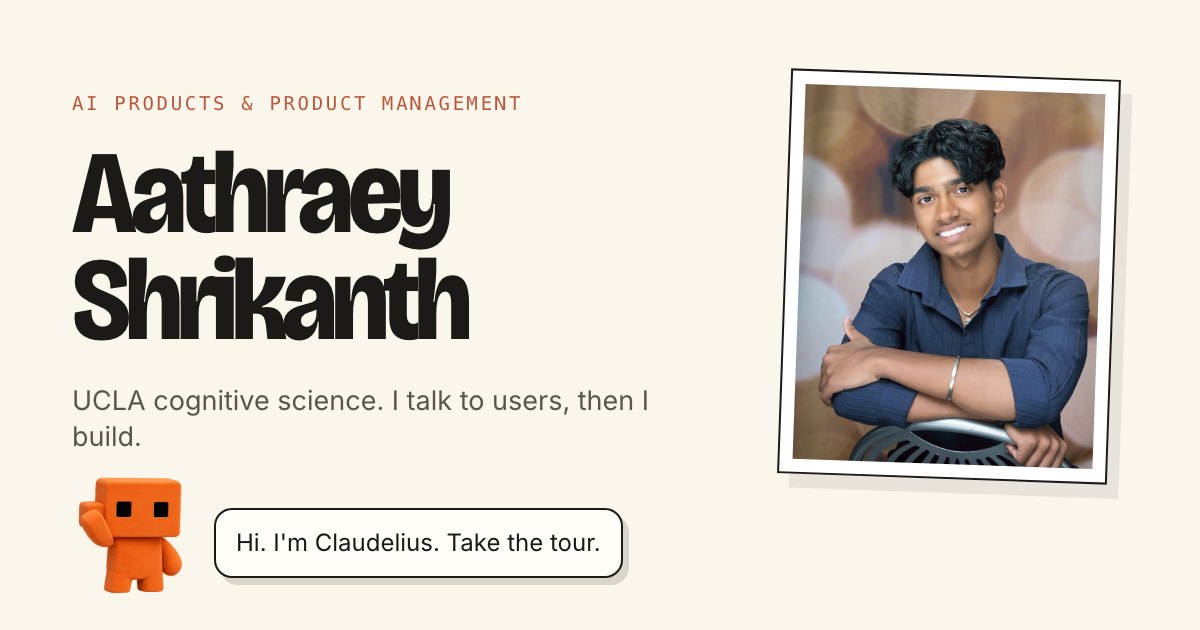 AI PRODUCTS & PRODUCT MANAGEMENT
Aathraey
Shrikanth
UCLA cognitive science. I talk to users, then I
build.
Hi. I'm Claudelius. Take the tour.